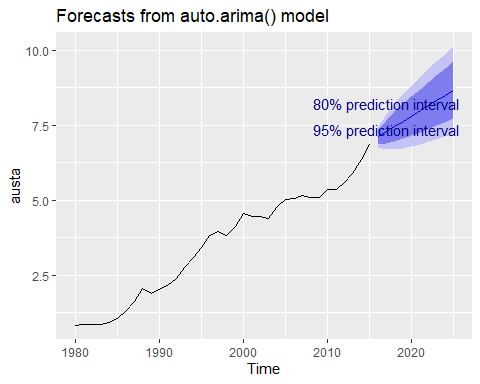 Forecasts from auto.arima() model
10.0
80% prediction interval
7.5
95% prediction interval
austa
5.0
2.5
1980 1990 2000 2010 2020
Time